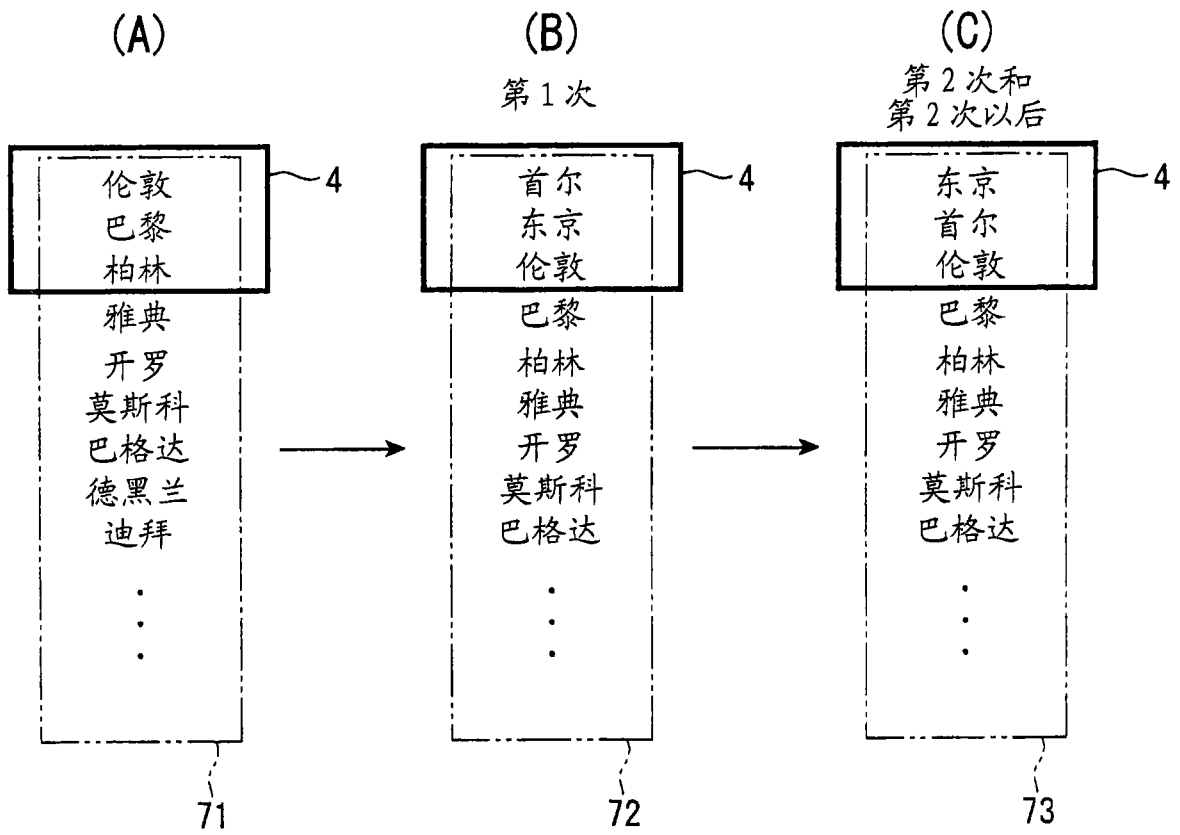 (A)
伦敦
巴黎
柏林
雅典
开罗
莫斯科
巴格达
德黑兰
迪拜
4
71
(B)
第1次
首尔
东京
伦敦
巴黎
柏林
雅典
开罗
莫斯科
巴格达
4
72
(C)
第2次和
第2次以后
东京
首尔
伦敦
巴黎
柏林
雅典
开罗
莫斯科
巴格达
4
73